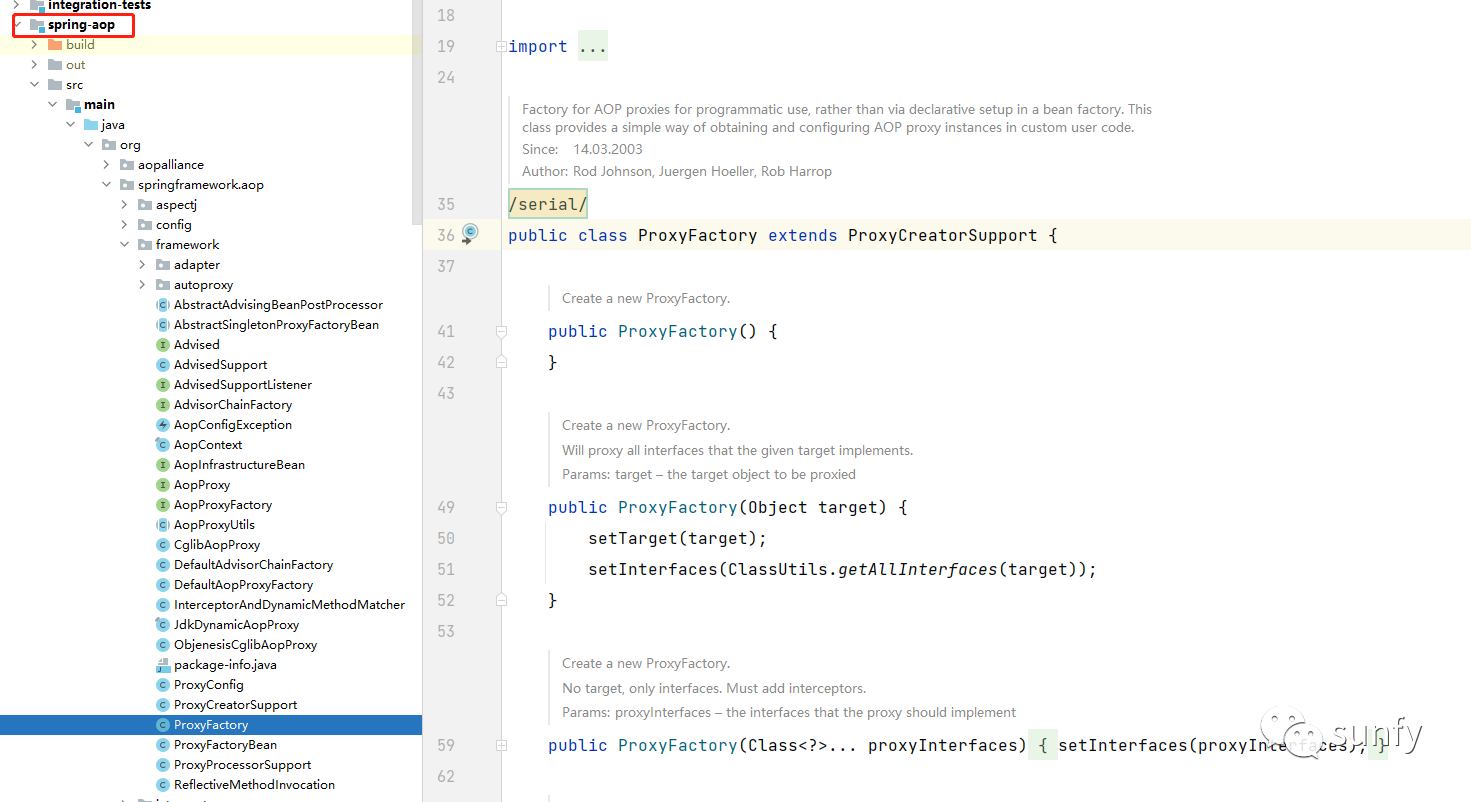 integration-tests
spring-aop
build
out
src
main
java
org
aopalliance
springframework.aop
aspectj
config
framework
adapter
autoproxy
AbstractAdvisingBeanPostProcessor
AbstractSingletonProxyFactoryBean
Advised
AdvisedSupport
AdvisedSupportListener
AdvisorChainFactory
AopConfigException
AopContext
AopInfrastructureBean
AopProxy
AopProxyFactory
AopProxyUtils
CglibAopProxy
DefaultAdvisorChainFactory
DefaultAopProxyFactory
InterceptorAndDynamicMethodMatcher
JdkDynamicAopProxy
ObjenesisCglibAopProxy
package-info.java
ProxyConfig
ProxyCreatorSupport
ProxyFactory
ProxyFactoryBean
ProxyProcessorSupport
ReflectiveMethodInvocation
18
19 import ...
24
Factory for AOP proxies for programmatic use, rather than via declarative setup in a bean factory. This
class provides a simple way of obtaining and configuring AOP proxy instances in custom user code.
Since: 14.03.2003
Author: Rod Johnson, Juergen Hoeller, Rob Harrop
35 /serial/
36 public class ProxyFactory extends ProxyCreatorSupport {
37
Create a new ProxyFactory.
41 public ProxyFactory() {
42 }
43
Create a new ProxyFactory.
Will proxy all interfaces that the given target implements.
Params: target – the target object to be proxied
49 public ProxyFactory(Object target) {
50 setTarget(target);
51 setInterfaces(ClassUtils.getAllInterfaces(target));
52 }
53
Create a new ProxyFactory.
No target, only interfaces. Must add interceptors.
Params: proxyInterfaces – the interfaces that the proxy should implement
59 public ProxyFactory(Class<?>... proxyInterfaces) { setInterfaces(proxyInterfaces); }
62
sunfy